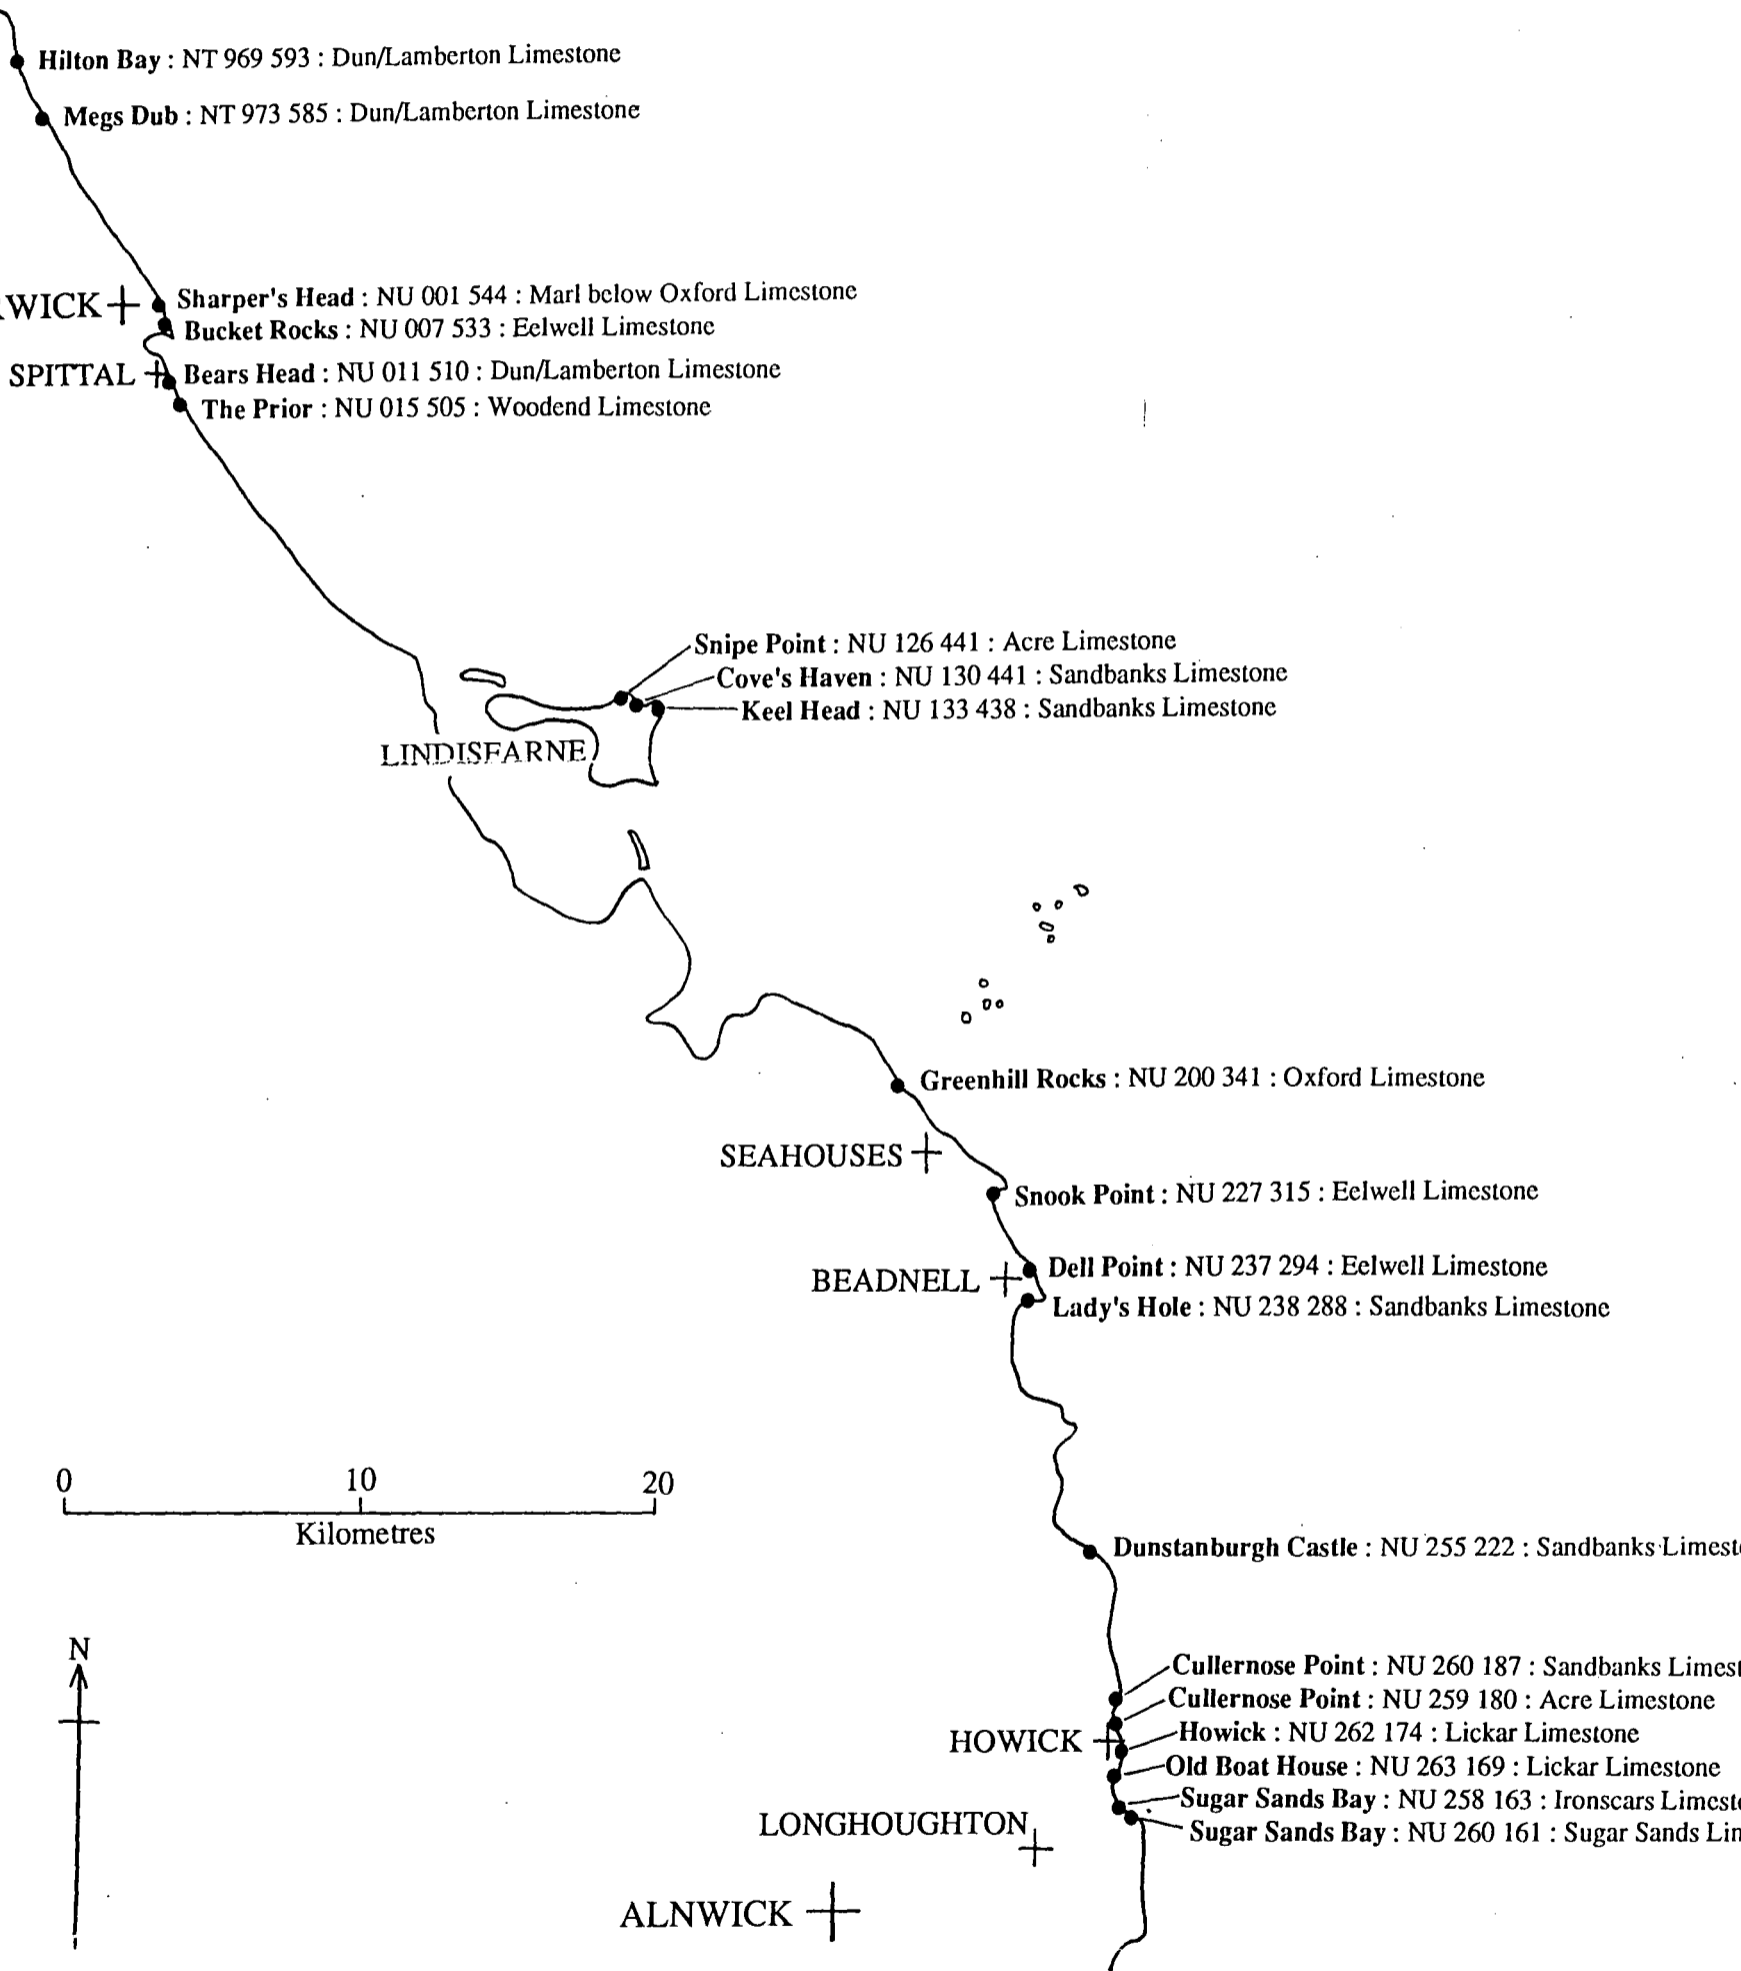 Hilton Bay : NT 969 593 : Dun/Lamberton Limestone
Megs Dub : NT 973 585 : Dun/Lamberton Limestone
WICK
Sharper's Head : NU 001 544 : Marl below Oxford Limestone
Bucket Rocks : NU 007 533 : Eelwell Limestone
SPITTAL
Bears Head : NU 011 510 : Dun/Lamberton Limestone
The Prior : NU 015 505 : Woodend Limestone
Snipe Point : NU 126 441 : Acre Limestone
Cove's Haven : NU 130 441 : Sandbanks Limestone
Keel Head : NU 133 438 : Sandbanks Limestone
LINDISFARNE
Greenhill Rocks : NU 200 341 : Oxford Limestone
SEAHOUSES
Snook Point : NU 227 315 : Eelwell Limestone
Dell Point : NU 237 294 : Eelwell Limestone
BEADNELL
Lady's Hole : NU 238 288 : Sandbanks Limestone
0 10 20
Kilometres
Dunstanburgh Castle : NU 255 222 : Sandbanks Limest
N
Cullernose Point : NU 260 187 : Sandbanks Limest
Cullernose Point : NU 259 180 : Acre Limestone
Howick : NU 262 174 : Lickar Limestone
HOWICK
Old Boat House : NU 263 169 : Lickar Limestone
Sugar Sands Bay : NU 258 163 : Ironscars Limest
LONGHOUGHTON
Sugar Sands Bay : NU 260 161 : Sugar Sands Lim
ALNWICK